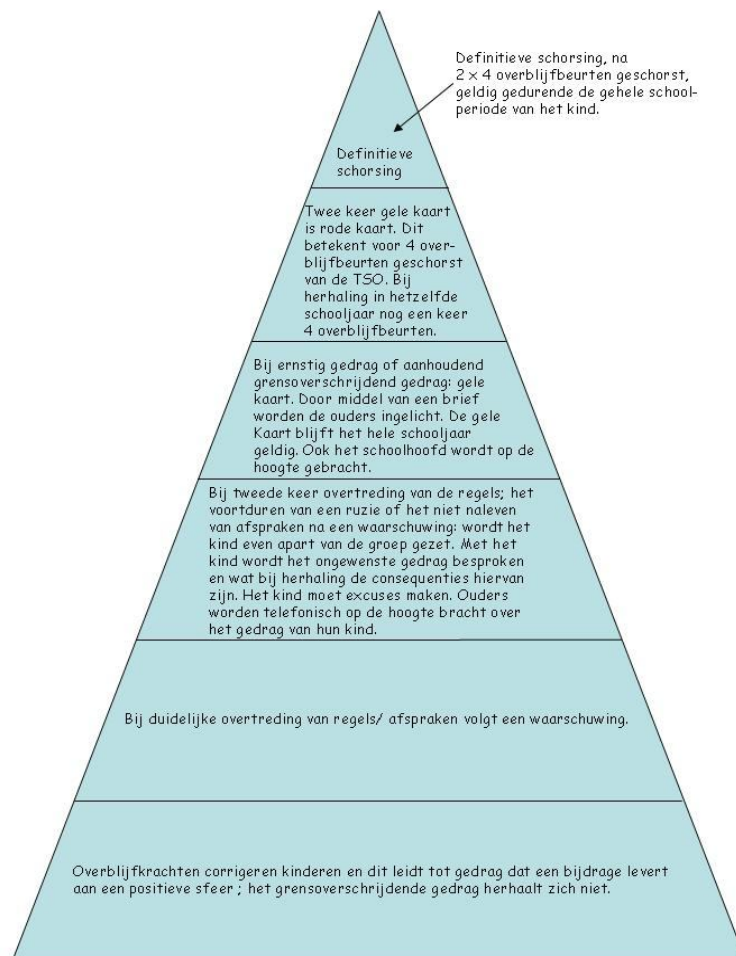 Definitieve schorsing, na
2 x 4 overblijfbeurten geschorst,
geldig gedurende de gehele school-
periode van het kind.
Definitieve
schorsing
Twee keer gele kaart
is rode kaart. Dit
betekent voor 4 over-
blijfbeurten geschorst
van de TSO. Bij
herhaling in hetzelfde
schooljaar nog een keer
4 overblijfbeurten.
Bij ernstig gedrag of aanhoudend
grensoverschrijdend gedrag: gele
kaart. Door middel van een brief
worden de ouders ingelicht. De gele
Kaart blijft het hele schooljaar
geldig. Ook het schoolhoofd wordt op de
hoogte gebracht.
Bij tweede keer overtreding van de regels; het
voortduren van een ruzie of het niet naleven
van afspraken na een waarschuwing: wordt het
kind even apart van de groep gezet. Met het
kind wordt het ongewenste gedrag besproken
en wat bij herhaling de consequenties hiervan
zijn. Het kind moet excuses maken. Ouders
worden telefonisch op de hoogte bracht over
het gedrag van hun kind.
Bij duidelijke overtreding van regels/ afspraken volgt een waarschuwing.
Overblijfkrachten corrigeren kinderen en dit leidt tot gedrag dat een bijdrage levert
aan een positieve sfeer ; het grensoverschrijdende gedrag herhaalt zich niet.